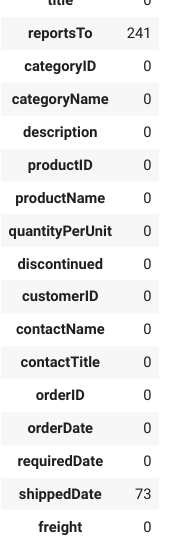 title 0
reportsTo 241
categoryID 0
categoryName 0
description 0
productID 0
productName 0
quantityPerUnit 0
discontinued 0
customerID 0
contactName 0
contactTitle 0
orderID 0
orderDate 0
requiredDate 0
shippedDate 73
freight 0